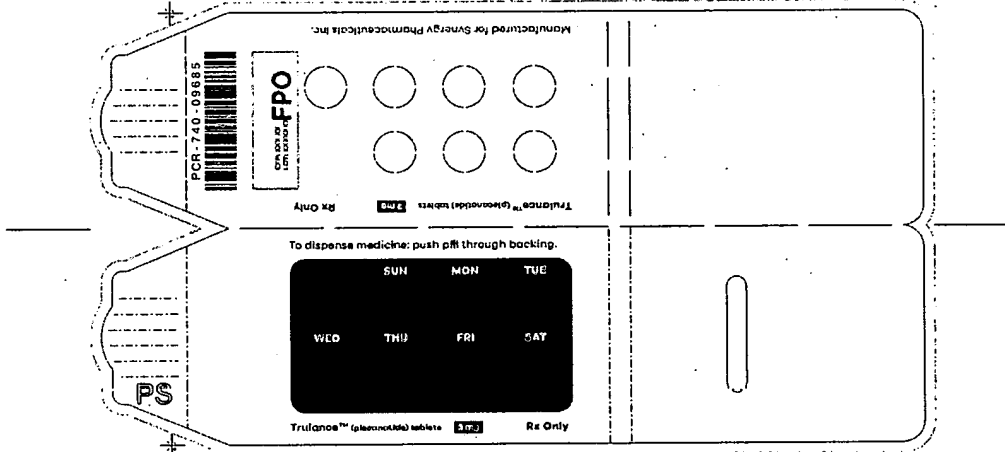 Manufactured for Synergy Pharmaceuticals Inc.
PCR-740-09685
FPO
Trulance™ (plecanatide) tablets 3 mg Rx Only
To dispense medicine: push pill through backing.
SUN MON TUE
WED THU FRI SAT
PS
Trulance™ (plecanatide) tablets 3 mg Rx Only